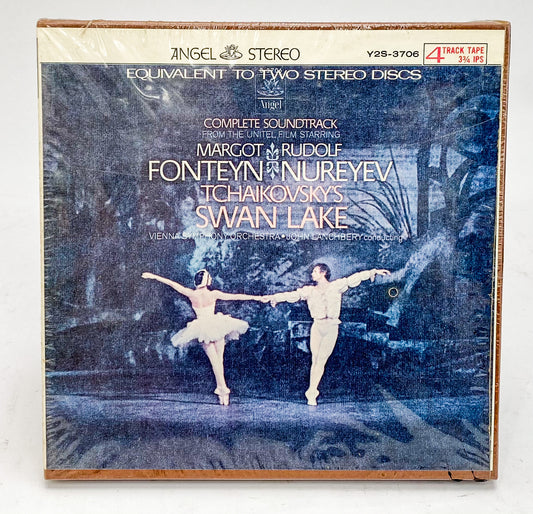 ANGEL STEREO Y2S-3706 4 TRACK TAPE
3¾ IPS
EQUIVALENT TO TWO STEREO DISCS
Angel
COMPLETE SOUNDTRACK
FROM THE UNITEL FILM STARRING
MARGOT RUDOLF
FONTEYN NUREYEV
TCHAIKOVSKY'S
SWAN LAKE
VIENNA SYMPHONY ORCHESTRA • JOHN LANCHBERY conducting